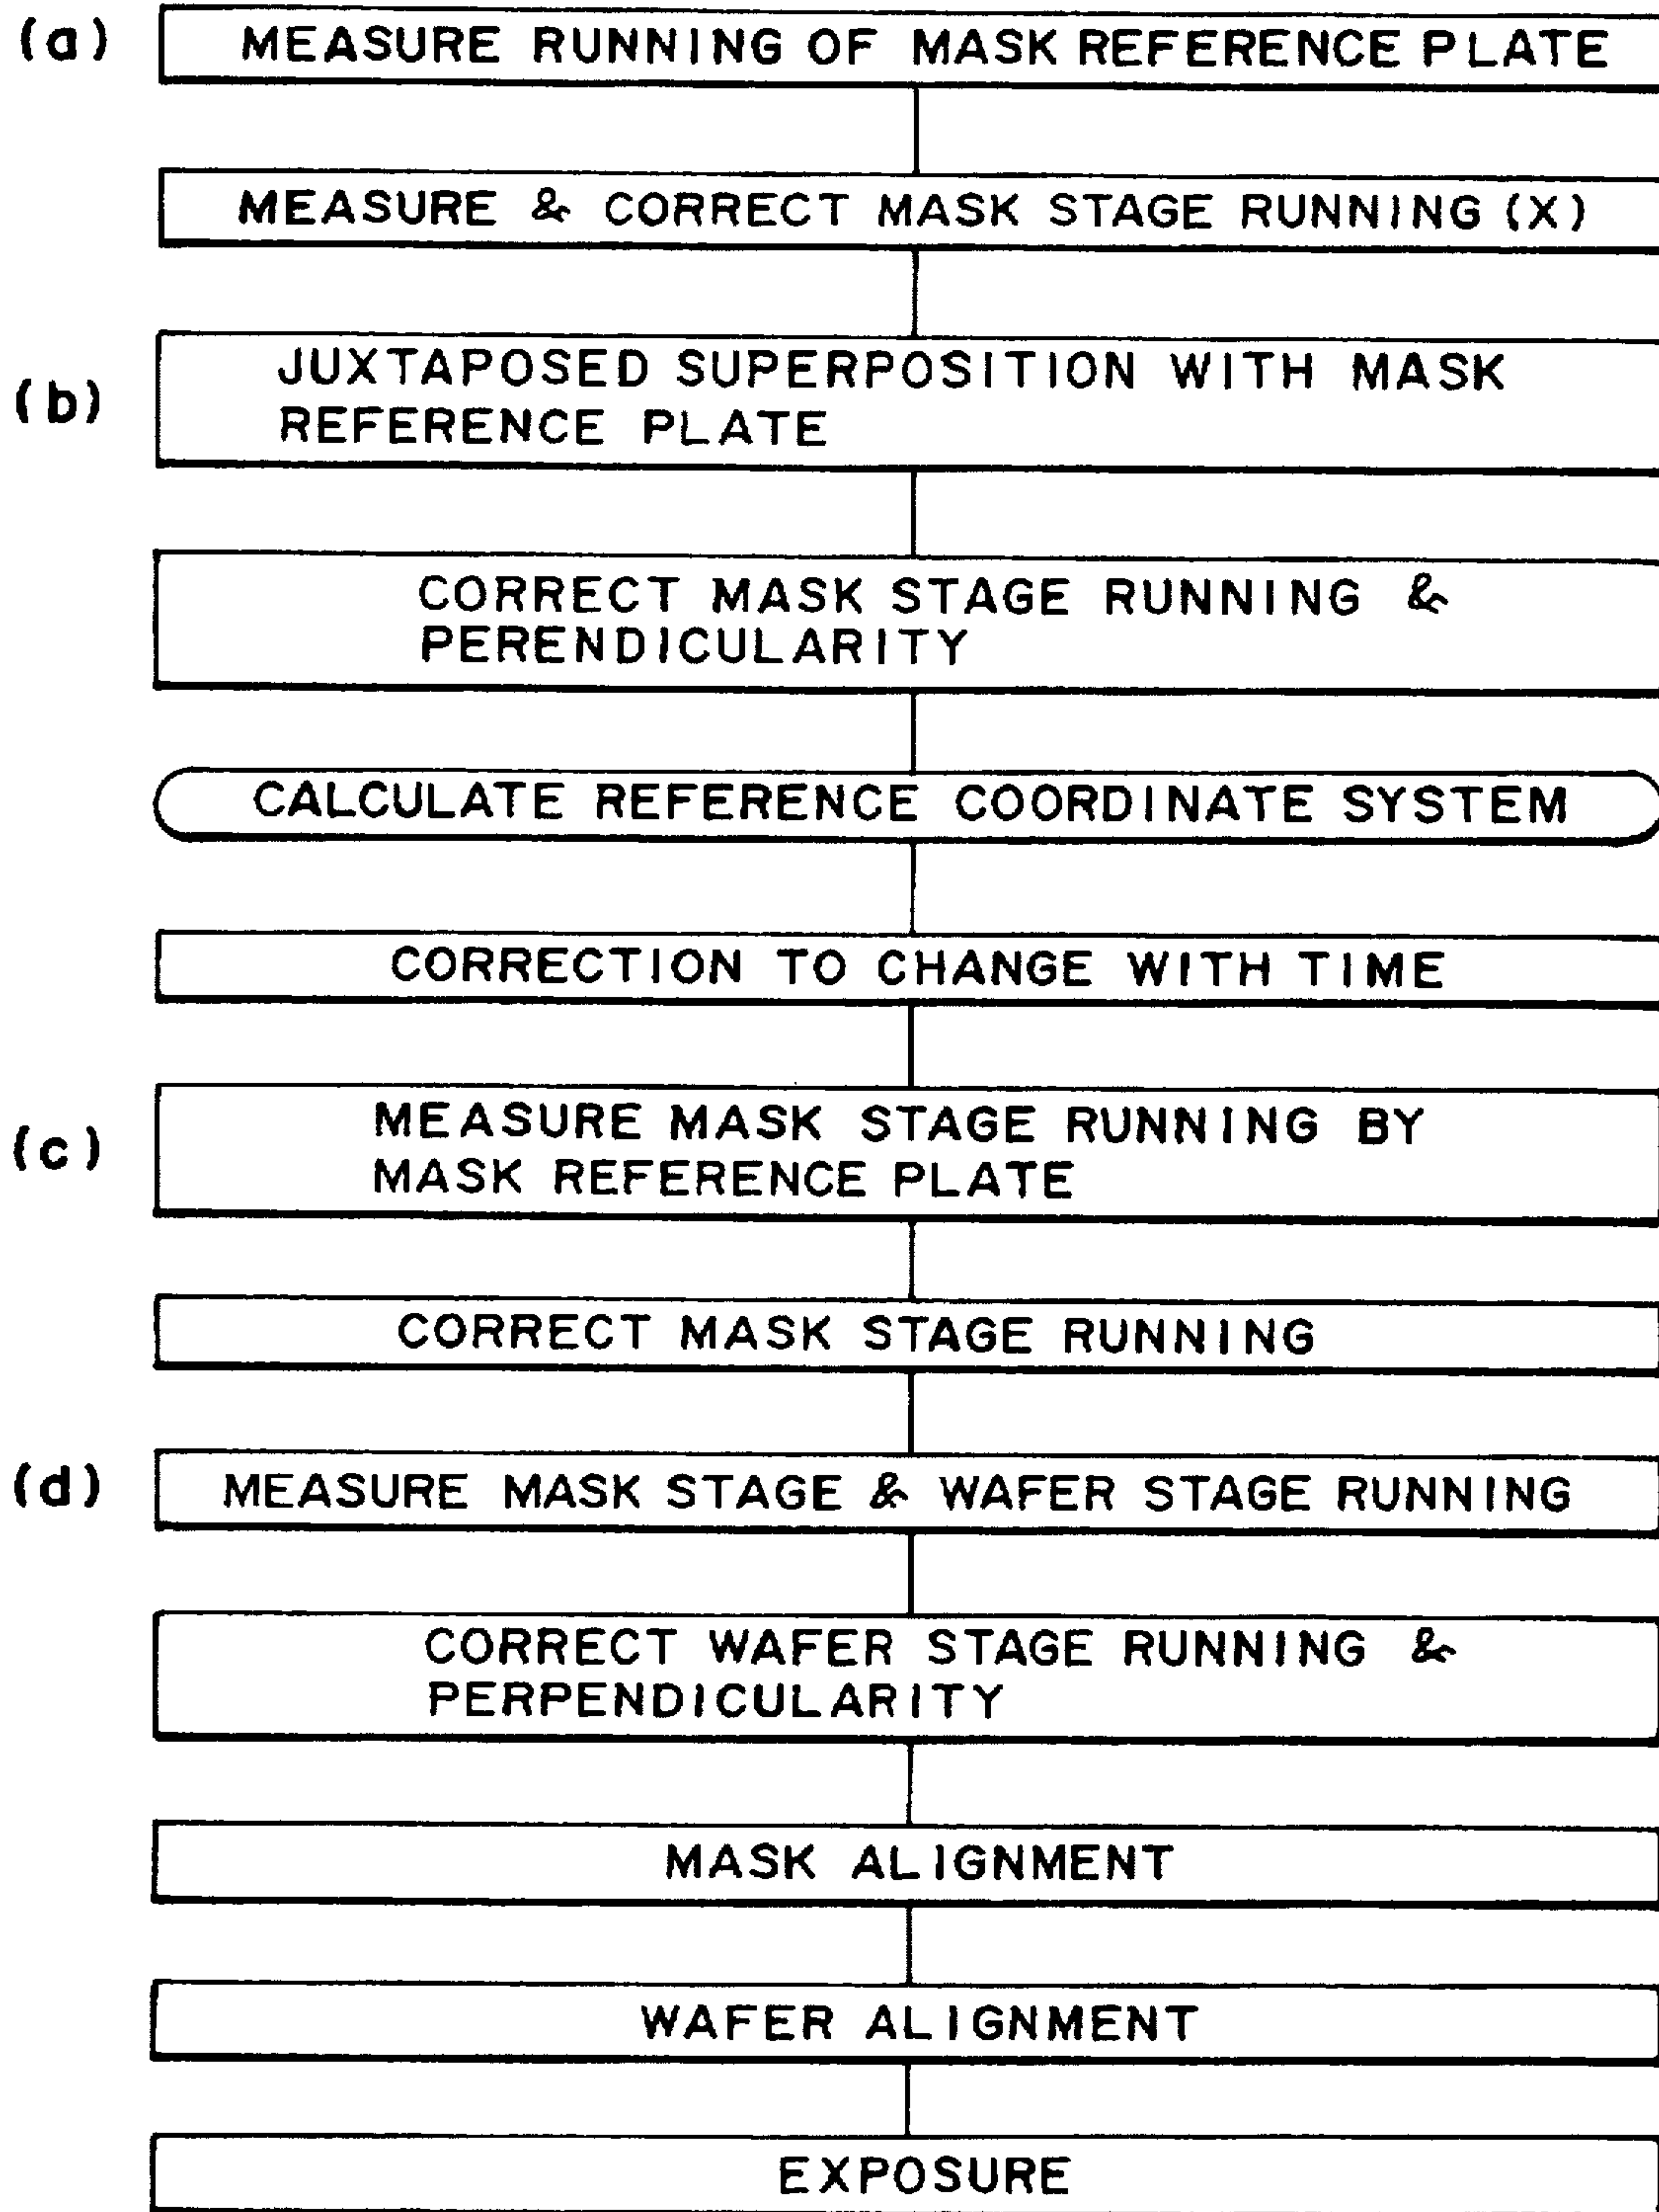 (a) MEASURE RUNNING OF MASK REFERENCE PLATE
MEASURE & CORRECT MASK STAGE RUNNING (X)
(b) JUXTAPOSED SUPERPOSITION WITH MASK
REFERENCE PLATE
CORRECT MASK STAGE RUNNING &
PERENDICULARITY
CALCULATE REFERENCE COORDINATE SYSTEM
CORRECTION TO CHANGE WITH TIME
(c) MEASURE MASK STAGE RUNNING BY
MASK REFERENCE PLATE
CORRECT MASK STAGE RUNNING
(d) MEASURE MASK STAGE & WAFER STAGE RUNNING
CORRECT WAFER STAGE RUNNING &
PERPENDICULARITY
MASK ALIGNMENT
WAFER ALIGNMENT
EXPOSURE